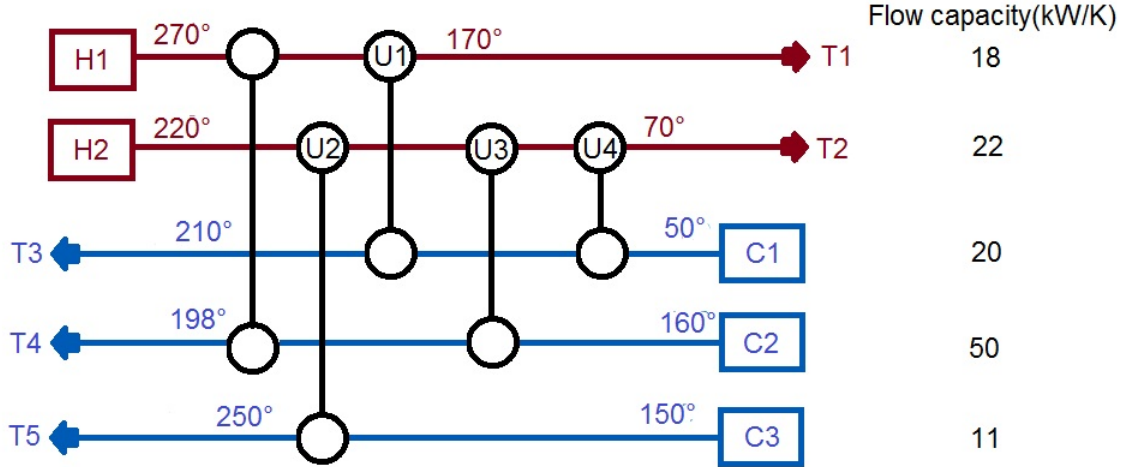 Flow capacity(kW/K)
H1 270° U1 170° T1 18
H2 220° U2 U3 U4 70° T2 22
T3 210° 50° C1 20
T4 198° 160° C2 50
T5 250° 150° C3 11